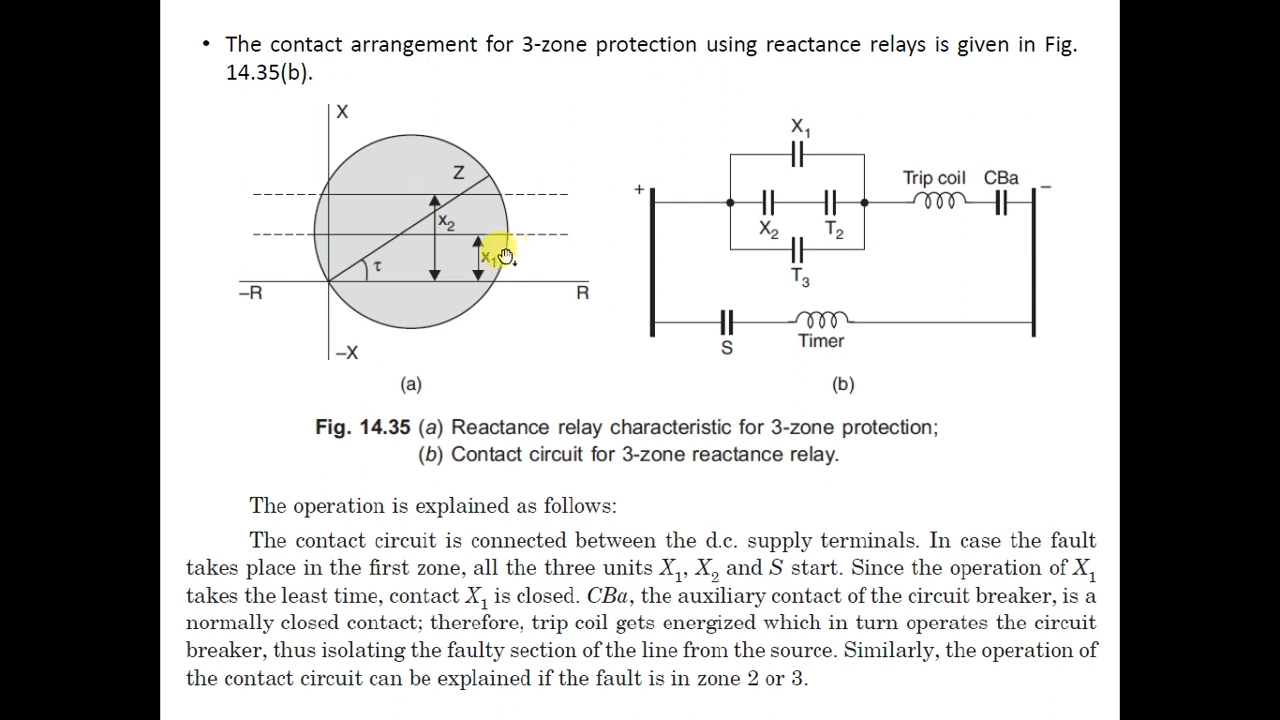 • The contact arrangement for 3-zone protection using reactance relays is given in Fig.
14.35(b).
X
Z
X₂
X₁
τ
–R
R
–X
(a)
X₁
+
Trip coil CBa
–
X₂
T₂
T₃
S
Timer
(b)
Fig. 14.35 (a) Reactance relay characteristic for 3-zone protection;
(b) Contact circuit for 3-zone reactance relay.
The operation is explained as follows:
The contact circuit is connected between the d.c. supply terminals. In case the fault
takes place in the first zone, all the three units X₁, X₂ and S start. Since the operation of X₁
takes the least time, contact X₁ is closed. CBa, the auxiliary contact of the circuit breaker, is a
normally closed contact; therefore, trip coil gets energized which in turn operates the circuit
breaker, thus isolating the faulty section of the line from the source. Similarly, the operation of
the contact circuit can be explained if the fault is in zone 2 or 3.